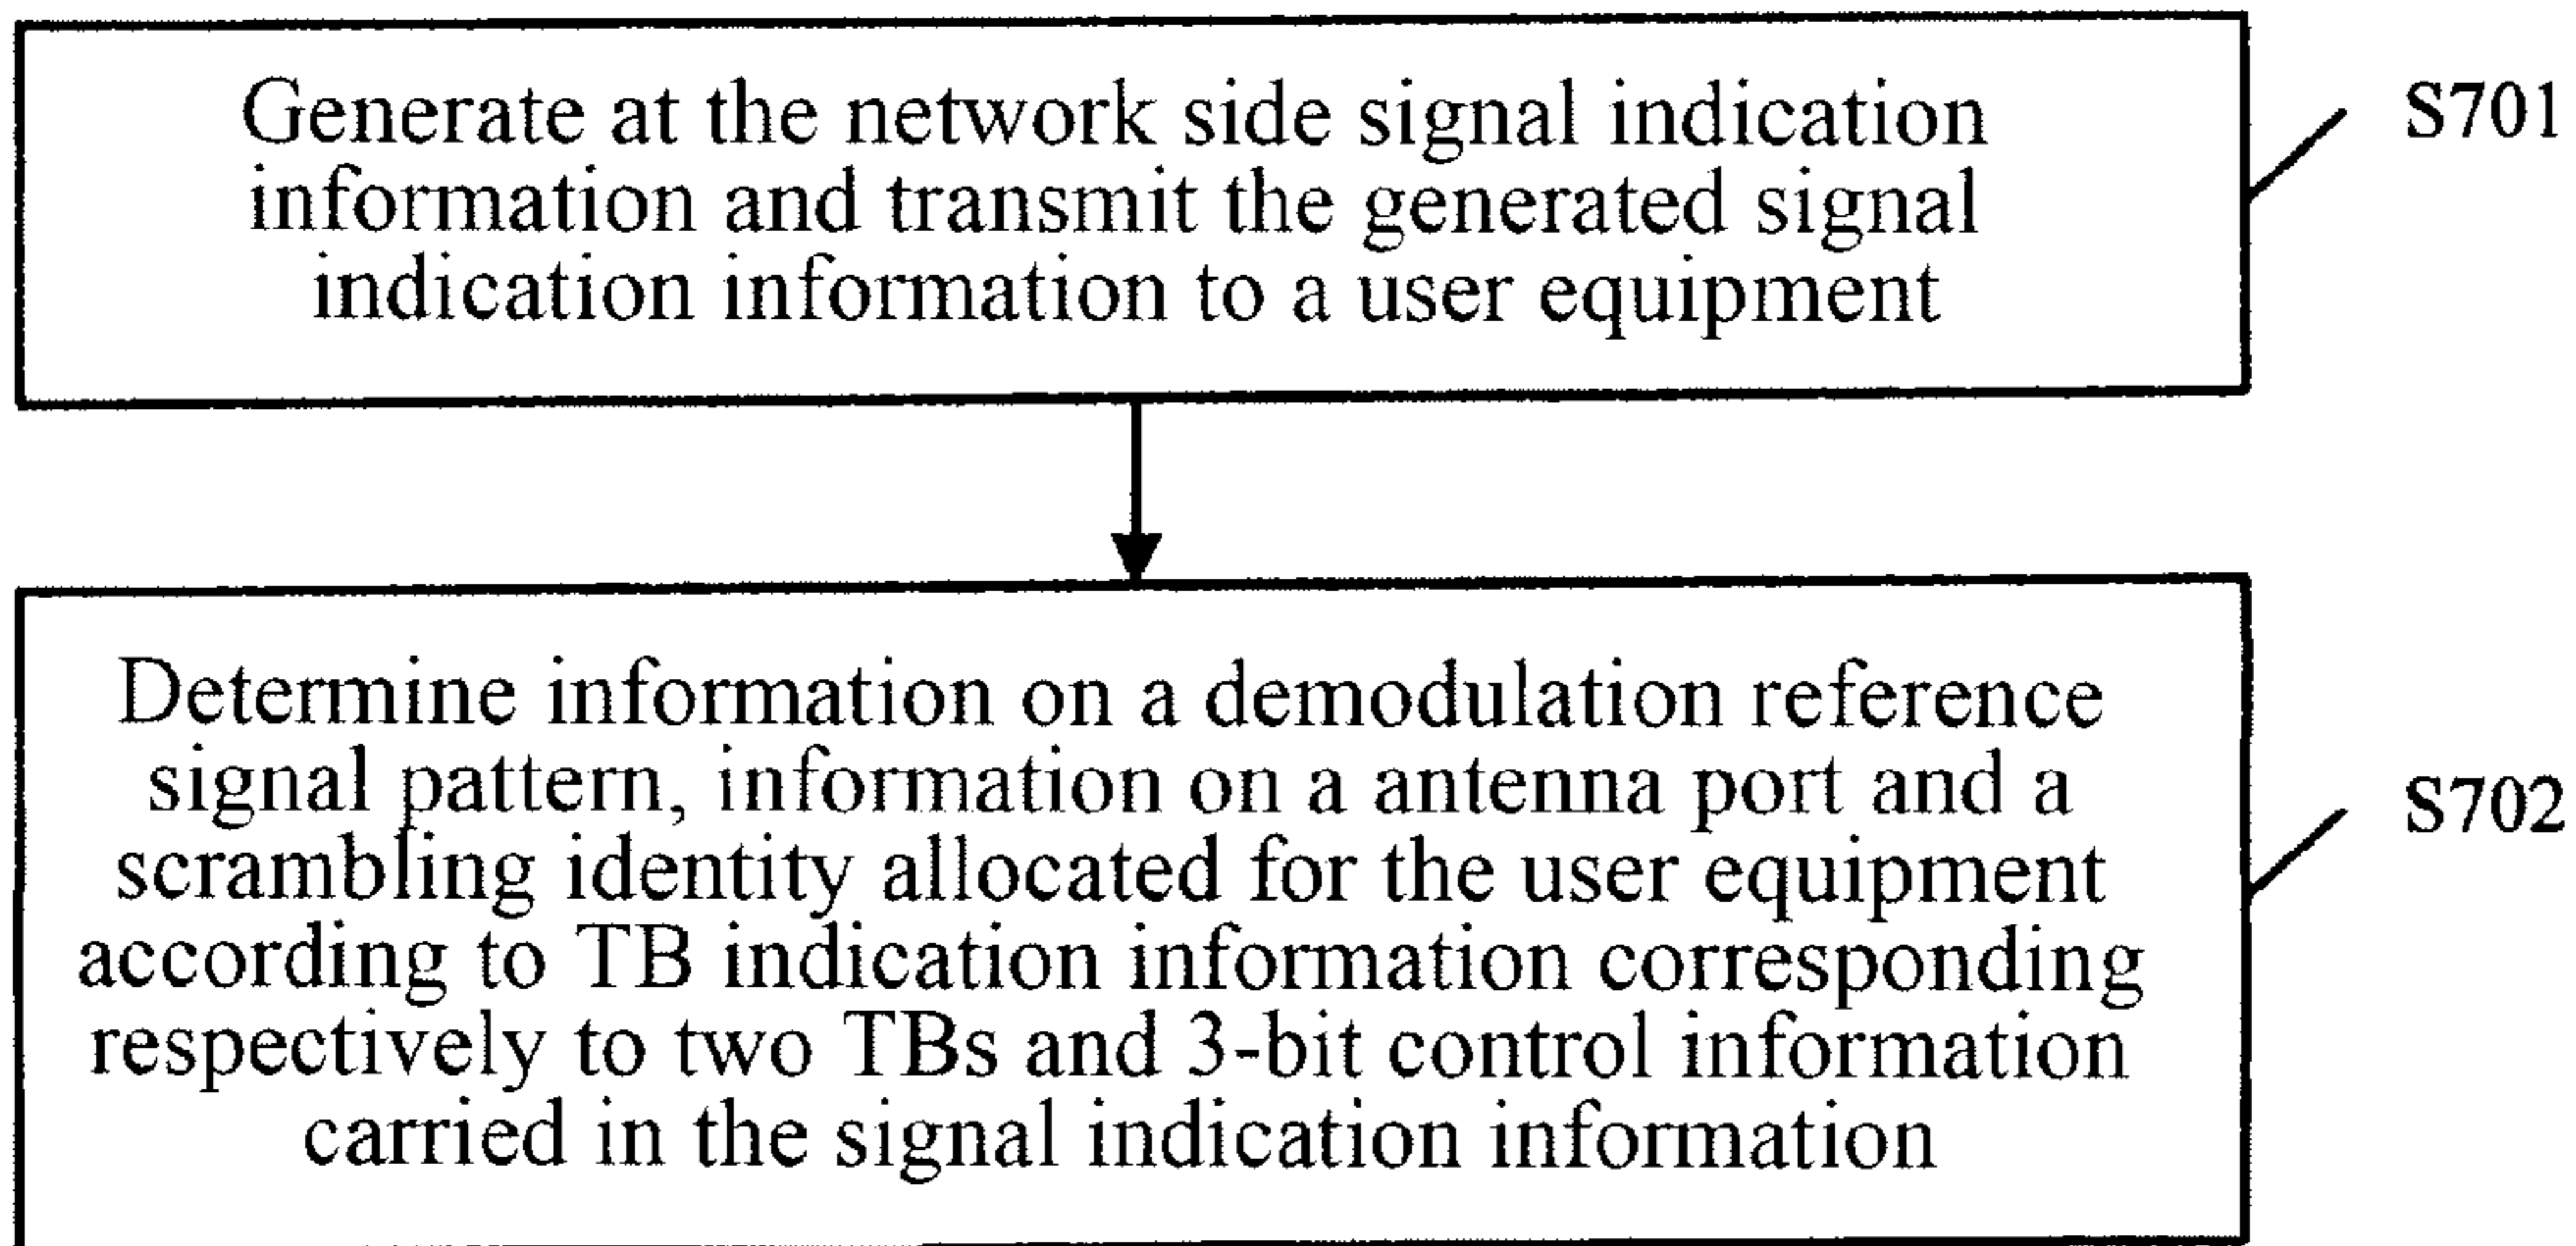 Generate at the network side signal indication
information and transmit the generated signal
indication information to a user equipment
S701
Determine information on a demodulation reference
signal pattern, information on a antenna port and a
scrambling identity allocated for the user equipment
according to TB indication information corresponding
respectively to two TBs and 3-bit control information
carried in the signal indication information
S702